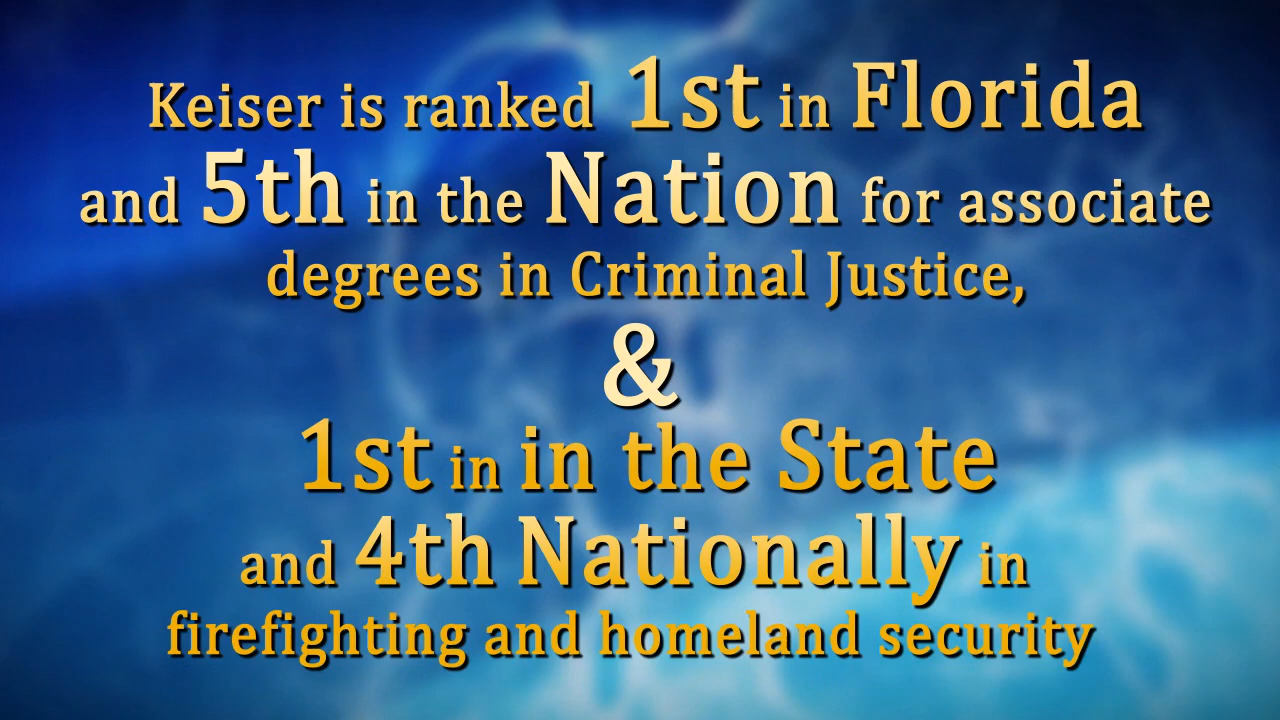 Keiser is ranked 1st in Florida
and 5th in the Nation for associate
degrees in Criminal Justice,
&
1st in in the State
and 4th Nationally in
firefighting and homeland security